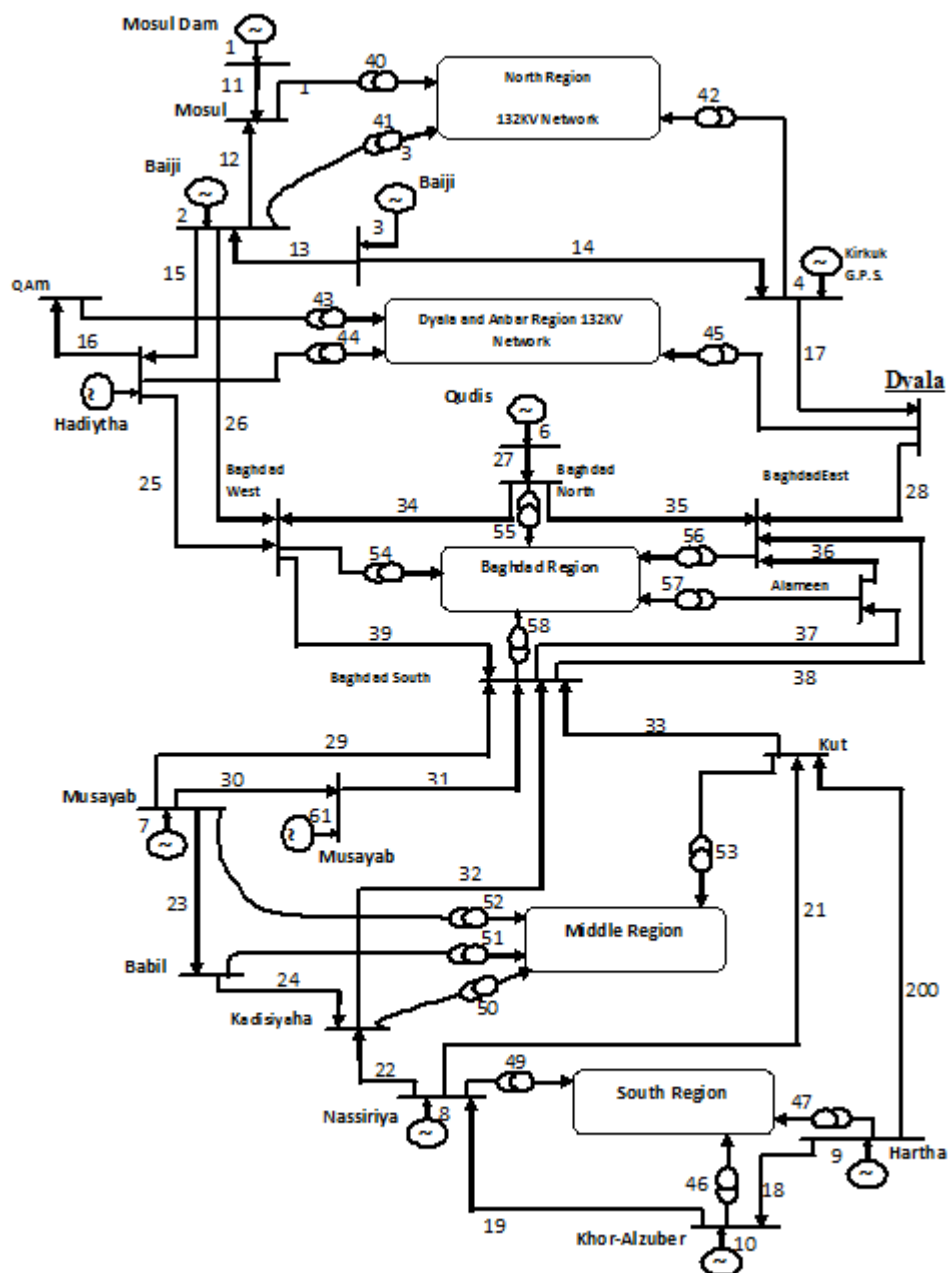 Mosul Dam
~
1
40
11
1
North Region
132KV Network
42
Mosul
41
3
12
Baiji
~
Baiji
~
2
3
13
14
Kirkuk
G.P.S.
~
4
15
QAm
43
Dyala and Anbar Region 132KV
Network
45
16
44
17
Dyala
~
Hadiytha
26
Qudis
~
6
27
25
Baghdad
West
Baghdad
North
BaghdadEast
28
34
35
55
56
36
54
Baghdad Region
57
Alameen
58
39
37
Baghdad South
38
33
29
Kut
30
31
Musayab
61
7
~
~
Musayab
53
32
52
21
23
Middle Region
51
Babil
24
50
200
Kadisiyaha
22
49
South Region
47
Nassiriya
8
~
9
Hartha
~
46
18
19
Khor-Alzuber
10
~